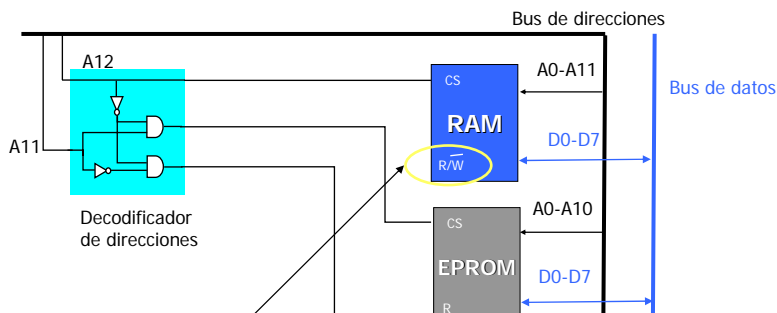 Bus de direcciones
A12
CS
A0-A11
Bus de datos
RAM
A11
D0-D7
R/W
Decodificador
de direcciones
A0-A10
CS
EPROM
D0-D7
R